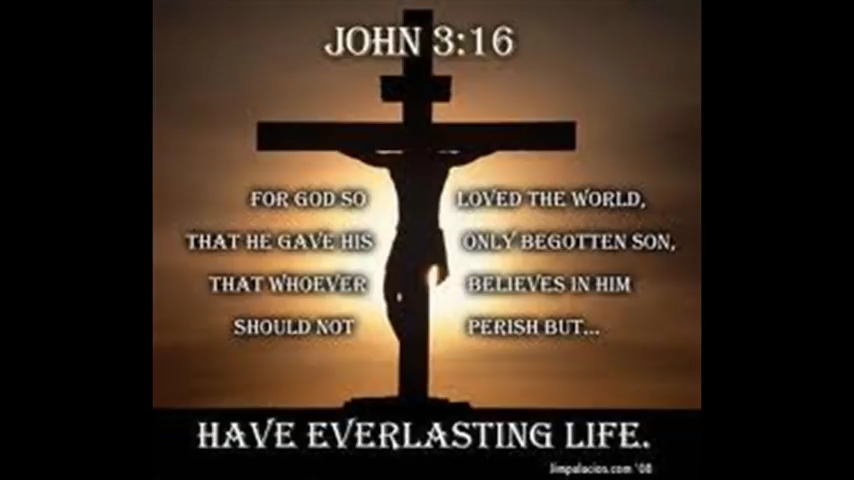 JOHN 3:16
FOR GOD SO LOVED THE WORLD,
THAT HE GAVE HIS ONLY BEGOTTEN SON,
THAT WHOEVER BELIEVES IN HIM
SHOULD NOT PERISH BUT...
HAVE EVERLASTING LIFE.
Jimpalacios.com '08